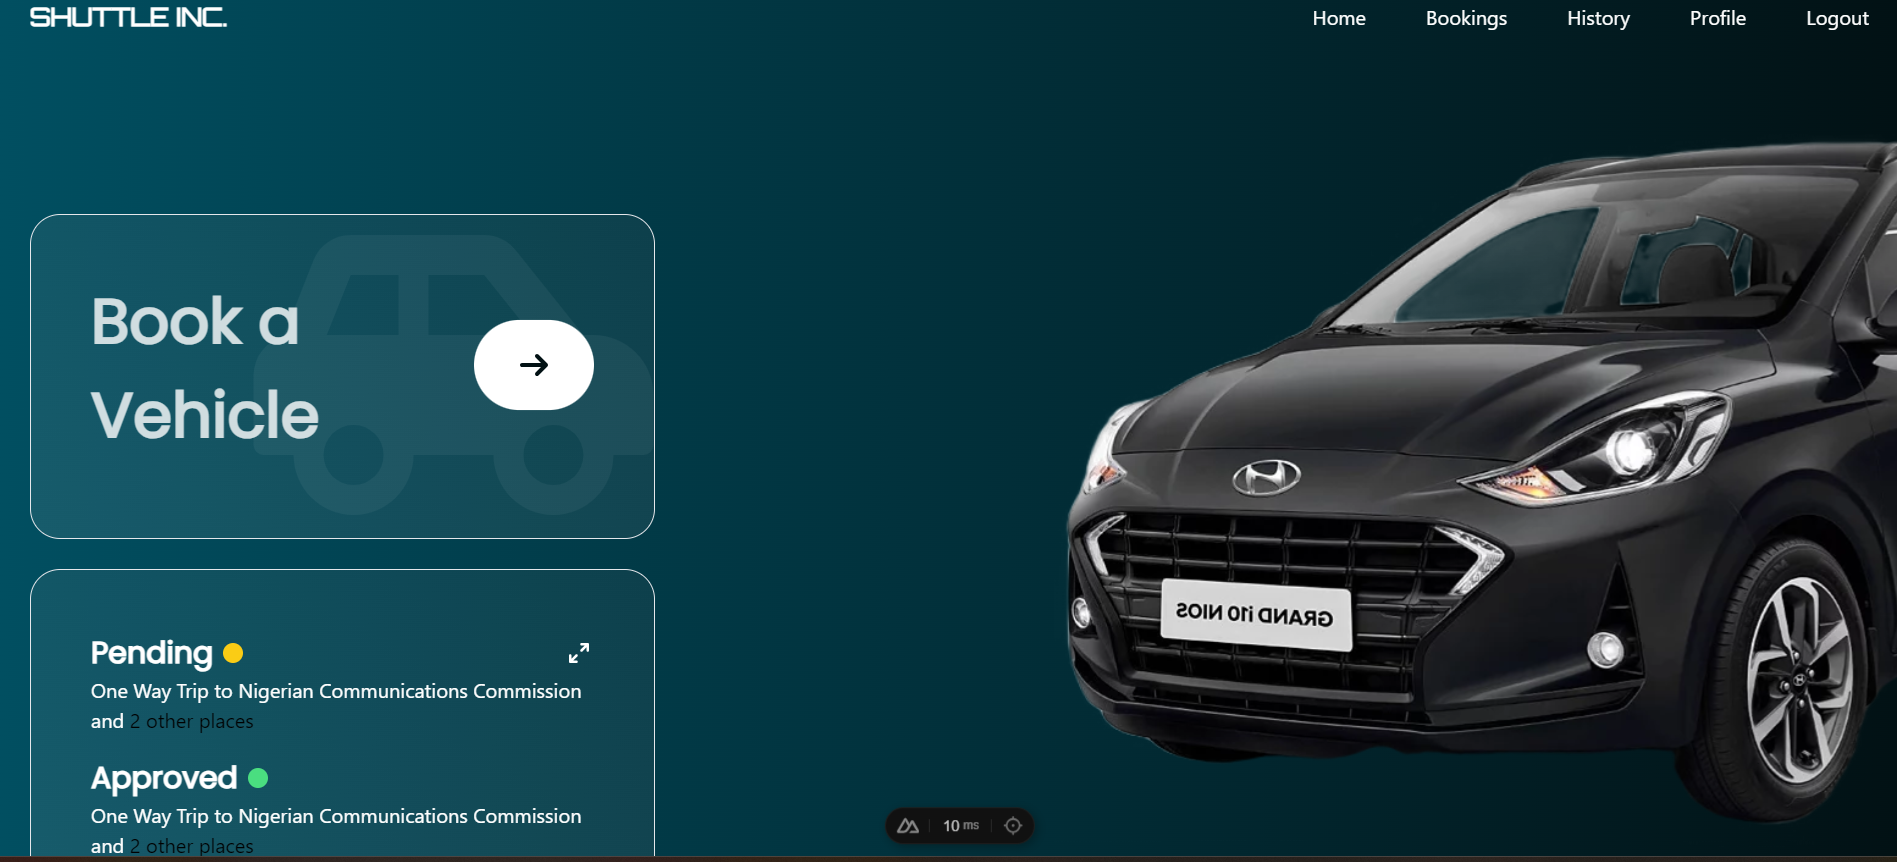 SHUTTLE INC.
Home Bookings History Profile Logout
Book a
Vehicle
Pending
One Way Trip to Nigerian Communications Commission
and 2 other places
Approved
One Way Trip to Nigerian Communications Commission
and 2 other places
GRAND i10 NIOS
10 ms